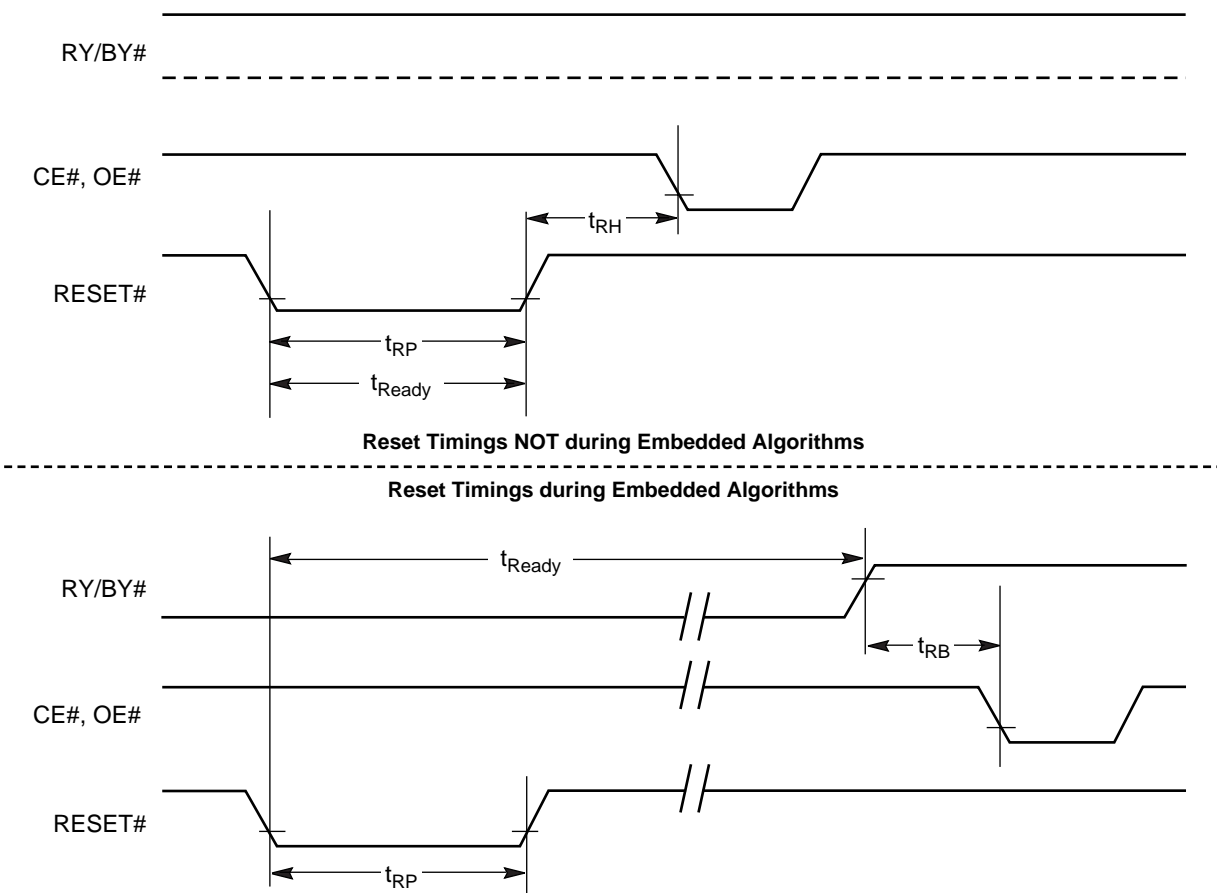 RY/BY#
CE#, OE#
tRH
RESET#
tRP
tReady
Reset Timings NOT during Embedded Algorithms
Reset Timings during Embedded Algorithms
tReady
RY/BY#
tRB
CE#, OE#
RESET#
tRP